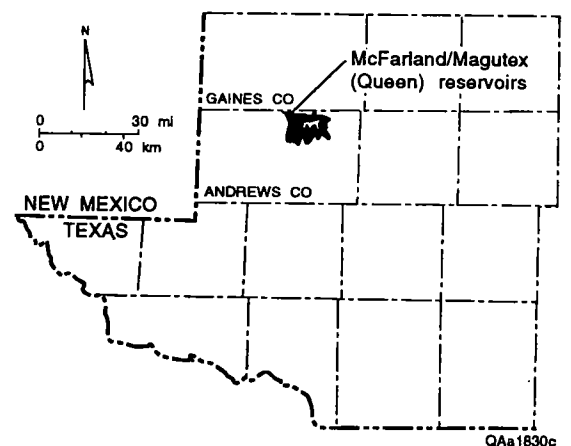 N
McFarland/Magutex
(Queen) reservoirs
GAINES CO
0 30 mi
0 40 km
ANDREWS CO
NEW MEXICO
TEXAS
QAa1830c